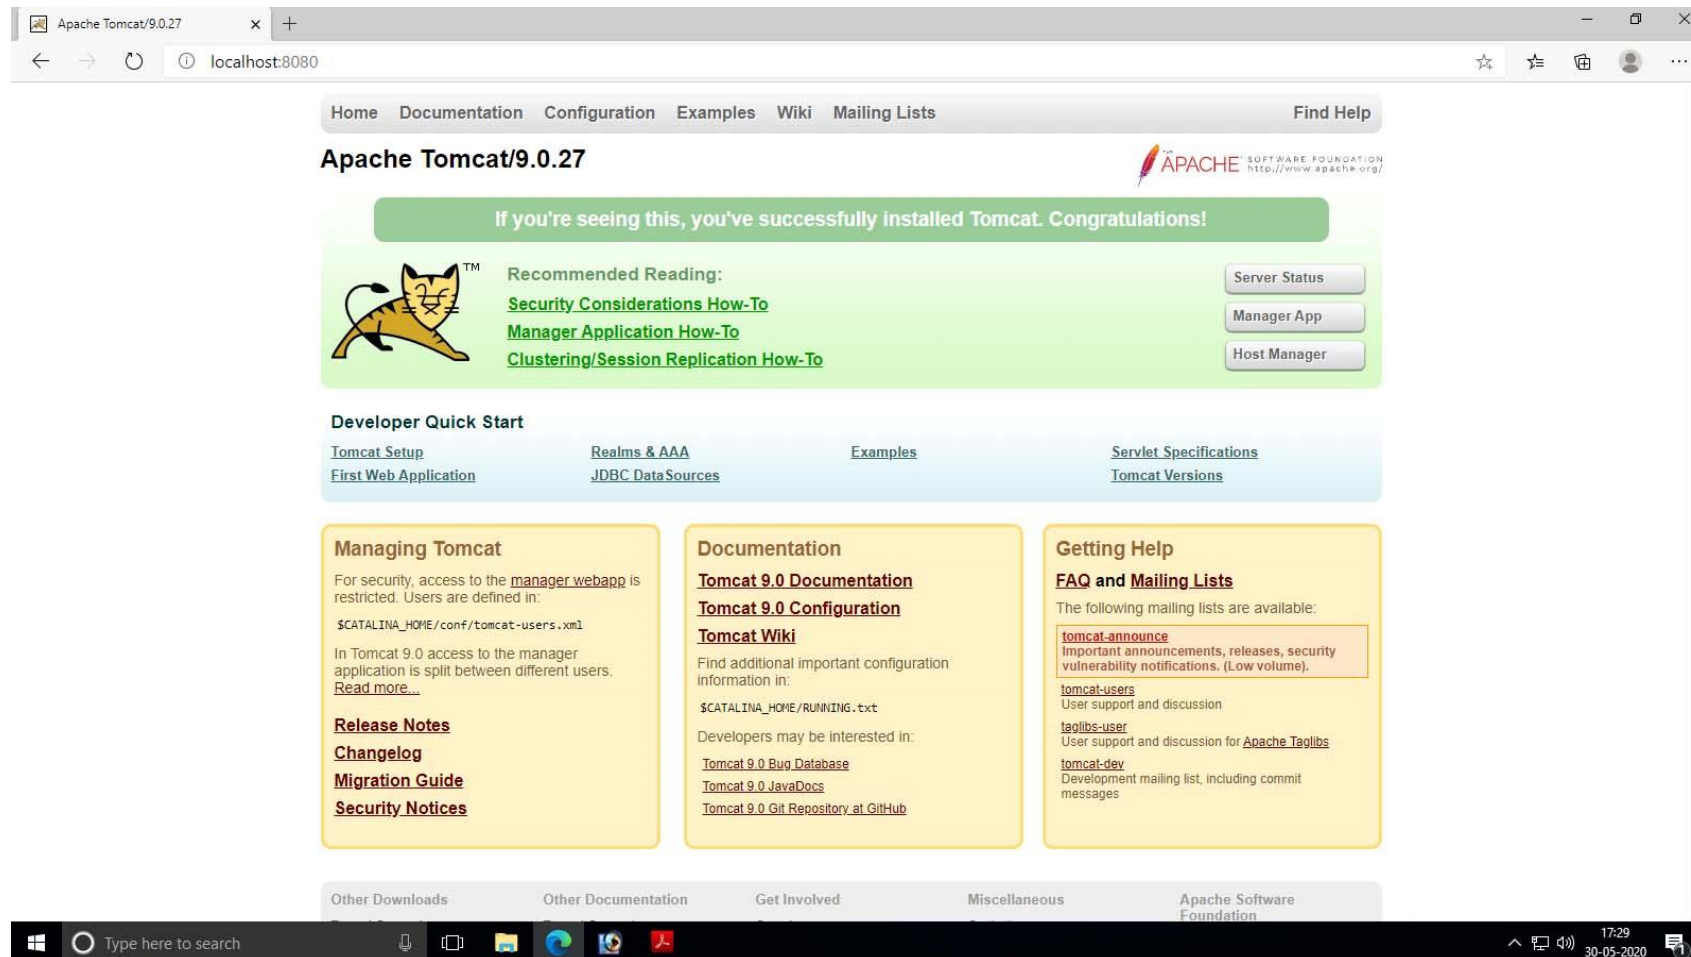 Apache Tomcat/9.0.27
localhost:8080
Home Documentation Configuration Examples Wiki Mailing Lists Find Help
Apache Tomcat/9.0.27
THE APACHE SOFTWARE FOUNDATION
http://www.apache.org/
If you're seeing this, you've successfully installed Tomcat. Congratulations!
TM
Recommended Reading:
Security Considerations How-To
Manager Application How-To
Clustering/Session Replication How-To
Server Status
Manager App
Host Manager
Developer Quick Start
Tomcat Setup Realms & AAA Examples Servlet Specifications
First Web Application JDBC DataSources Tomcat Versions
Managing Tomcat
For security, access to the manager webapp is
restricted. Users are defined in:
$CATALINA_HOME/conf/tomcat-users.xml
In Tomcat 9.0 access to the manager
application is split between different users.
Read more...
Release Notes
Changelog
Migration Guide
Security Notices
Documentation
Tomcat 9.0 Documentation
Tomcat 9.0 Configuration
Tomcat Wiki
Find additional important configuration
information in:
$CATALINA_HOME/RUNNING.txt
Developers may be interested in:
Tomcat 9.0 Bug Database
Tomcat 9.0 JavaDocs
Tomcat 9.0 Git Repository at GitHub
Getting Help
FAQ and Mailing Lists
The following mailing lists are available:
tomcat-announce
Important announcements, releases, security
vulnerability notifications. (Low volume).
tomcat-users
User support and discussion
taglibs-user
User support and discussion for Apache Taglibs
tomcat-dev
Development mailing list, including commit
messages
Other Downloads Other Documentation Get Involved Miscellaneous Apache Software
Foundation
Type here to search
17:29
30-05-2020
1